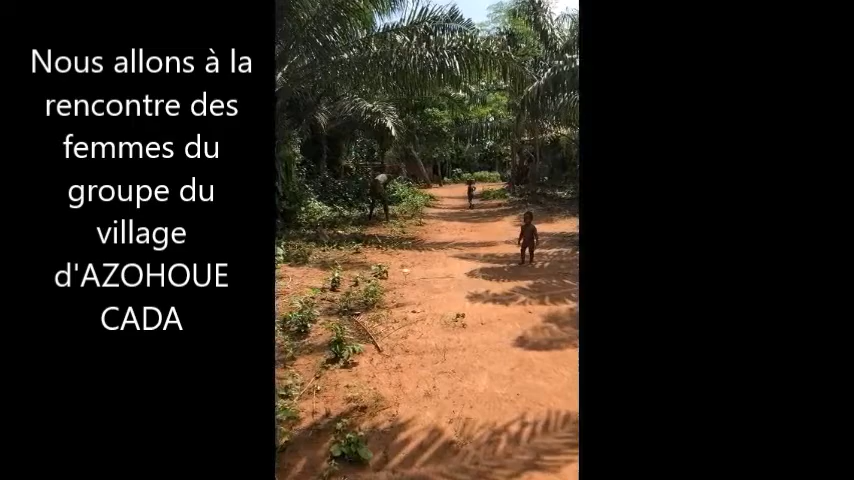 Nous allons à la
rencontre des
femmes du
groupe du
village
d'AZOHOUE
CADA